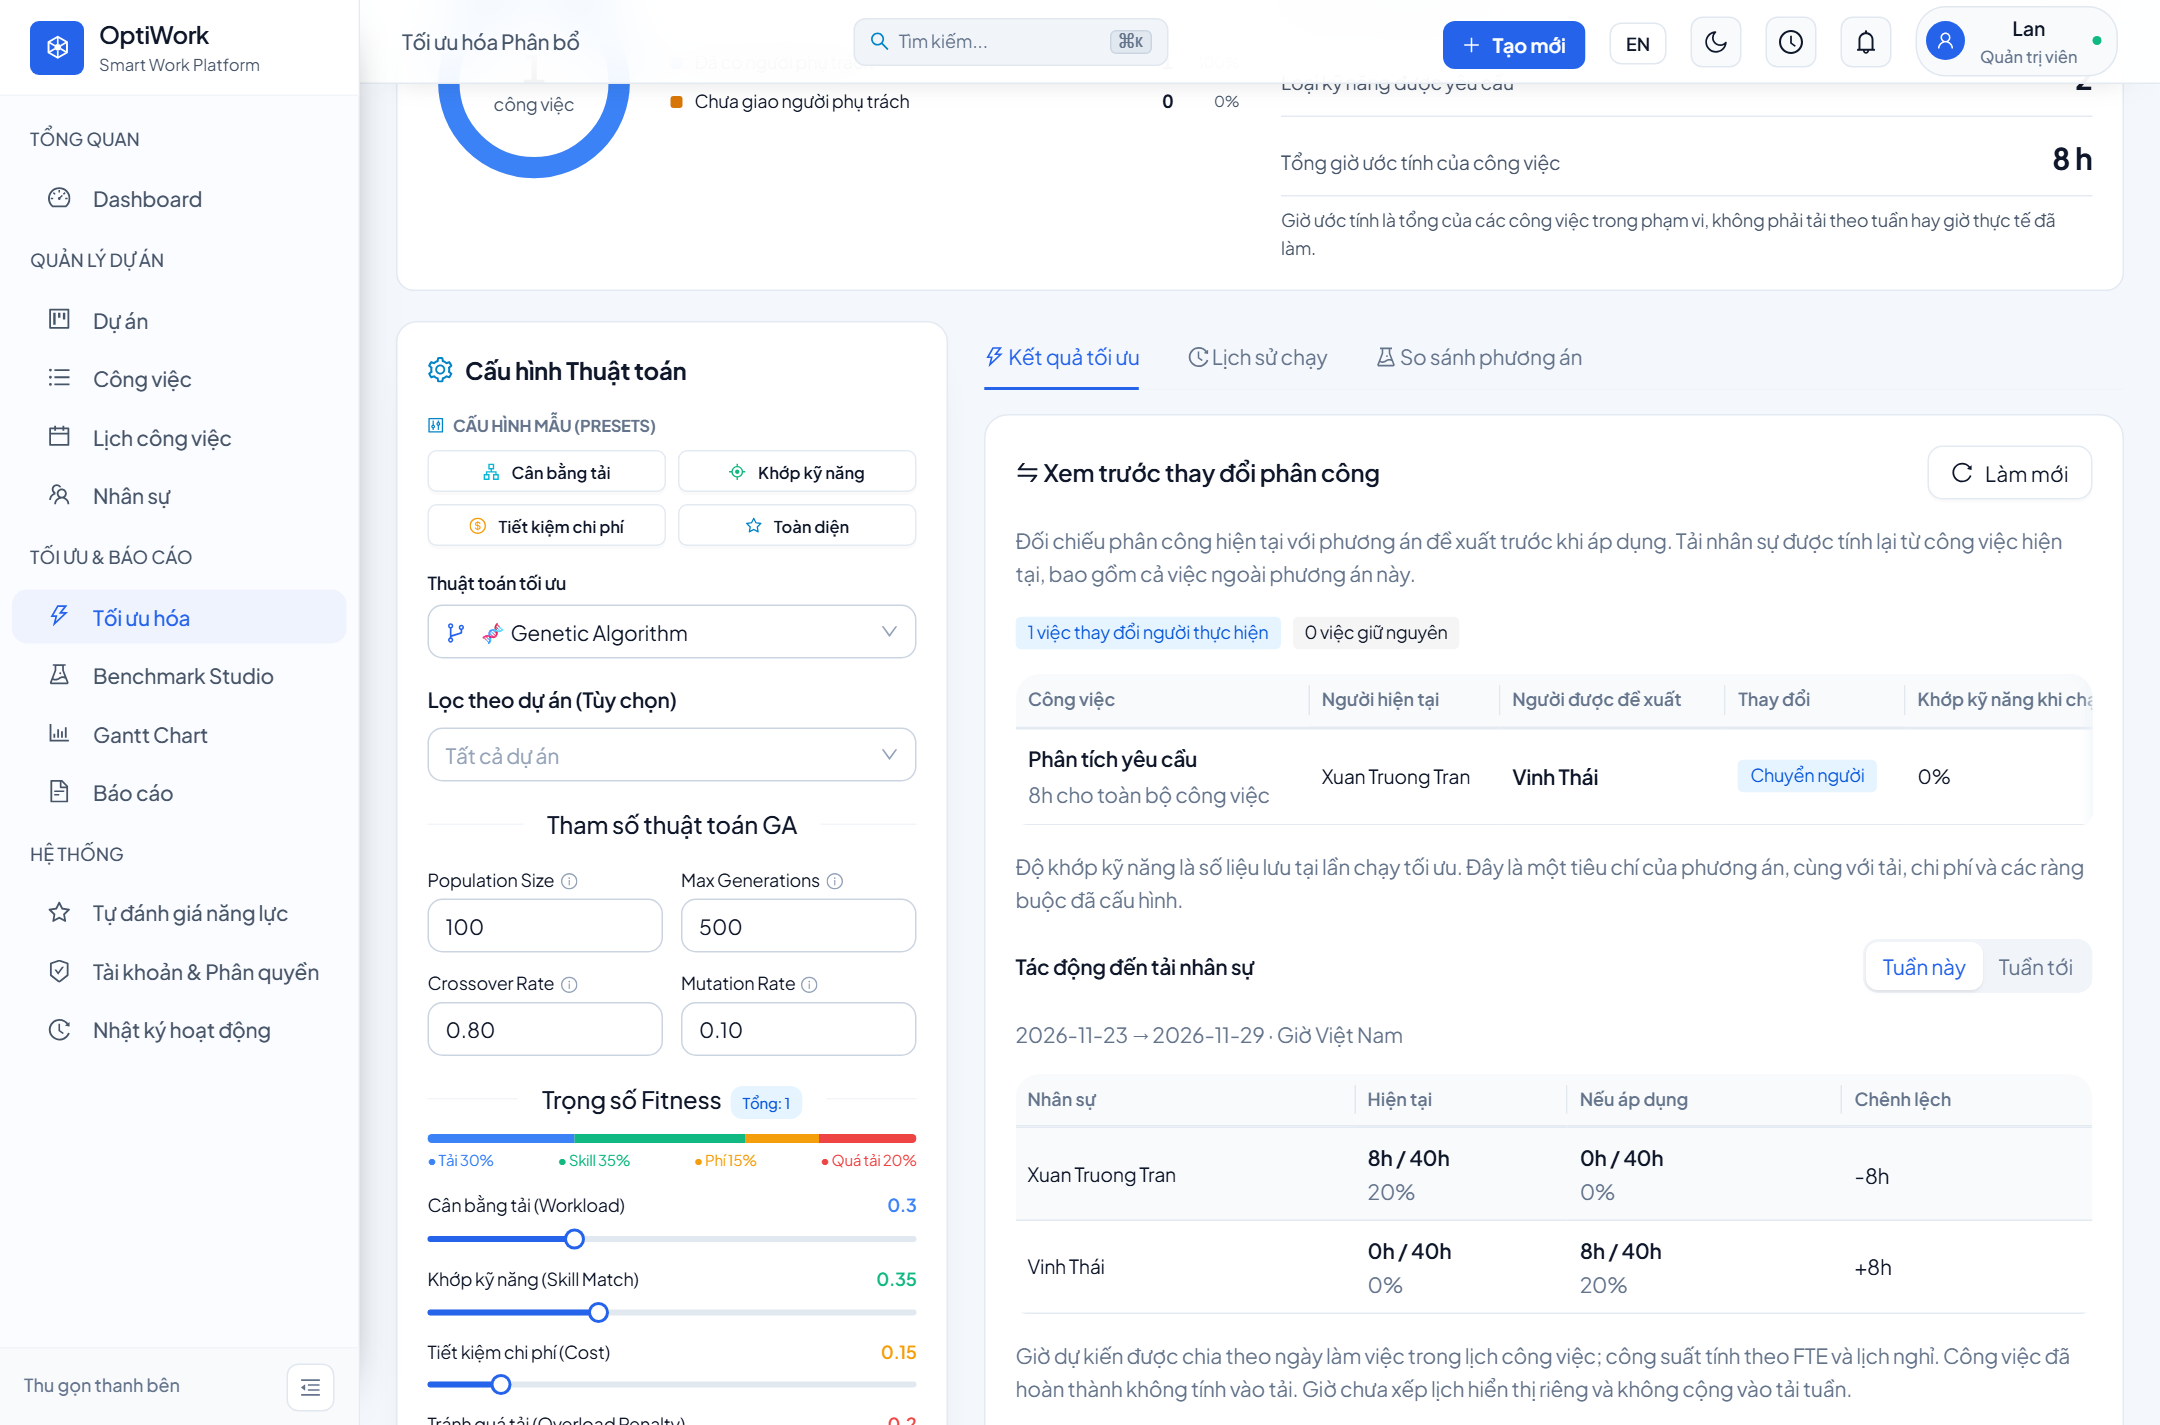 OptiWork
Smart Work Platform
TỔNG QUAN
Dashboard
QUẢN LÝ DỰ ÁN
Dự án
Công việc
Lịch công việc
Nhân sự
TỐI ƯU & BÁO CÁO
Tối ưu hóa
Benchmark Studio
Gantt Chart
Báo cáo
HỆ THỐNG
Tự đánh giá năng lực
Tài khoản & Phân quyền
Nhật ký hoạt động
Thu gọn thanh bên
Tối ưu hóa Phân bổ
Tìm kiếm...
⌘K
Tạo mới
EN
Lan
Quản trị viên
công việc
Chưa giao người phụ trách
0
0%
Loại kỹ năng được yêu cầu
2
Tổng giờ ước tính của công việc
8 h
Giờ ước tính là tổng của các công việc trong phạm vi, không phải tải theo tuần hay giờ thực tế đã
làm.
Cấu hình Thuật toán
CẤU HÌNH MẪU (PRESETS)
Cân bằng tải
Khớp kỹ năng
Tiết kiệm chi phí
Toàn diện
Thuật toán tối ưu
Genetic Algorithm
Lọc theo dự án (Tùy chọn)
Tất cả dự án
Tham số thuật toán GA
Population Size
Max Generations
100
500
Crossover Rate
Mutation Rate
0.80
0.10
Trọng số Fitness
Tổng: 1
Tải 30%
Skill 35%
Phí 15%
Quá tải 20%
Cân bằng tải (Workload)
0.3
Khớp kỹ năng (Skill Match)
0.35
Tiết kiệm chi phí (Cost)
0.15
Tránh quá tải (Overload Penalty)
0.2
Kết quả tối ưu
Lịch sử chạy
So sánh phương án
Xem trước thay đổi phân công
Làm mới
Đối chiếu phân công hiện tại với phương án đề xuất trước khi áp dụng. Tải nhân sự được tính lại từ công việc hiện
tại, bao gồm cả việc ngoài phương án này.
1 việc thay đổi người thực hiện
0 việc giữ nguyên
Công việc
Người hiện tại
Người được đề xuất
Thay đổi
Khớp kỹ năng khi
Phân tích yêu cầu
8h cho toàn bộ công việc
Xuan Truong Tran
Vinh Thái
Chuyển người
0%
Độ khớp kỹ năng là số liệu lưu tại lần chạy tối ưu. Đây là một tiêu chí của phương án, cùng với tải, chi phí và các ràng
buộc đã cấu hình.
Tác động đến tải nhân sự
Tuần này
Tuần tới
2026-11-23 → 2026-11-29 · Giờ Việt Nam
Nhân sự
Hiện tại
Nếu áp dụng
Chênh lệch
Xuan Truong Tran
8h / 40h
20%
0h / 40h
0%
-8h
Vinh Thái
0h / 40h
0%
8h / 40h
20%
+8h
Giờ dự kiến được chia theo ngày làm việc trong lịch công việc; công suất tính theo FTE và lịch nghỉ. Công việc đã
hoàn thành không tính vào tải. Giờ chưa xếp lịch hiển thị riêng và không cộng vào tải tuần.